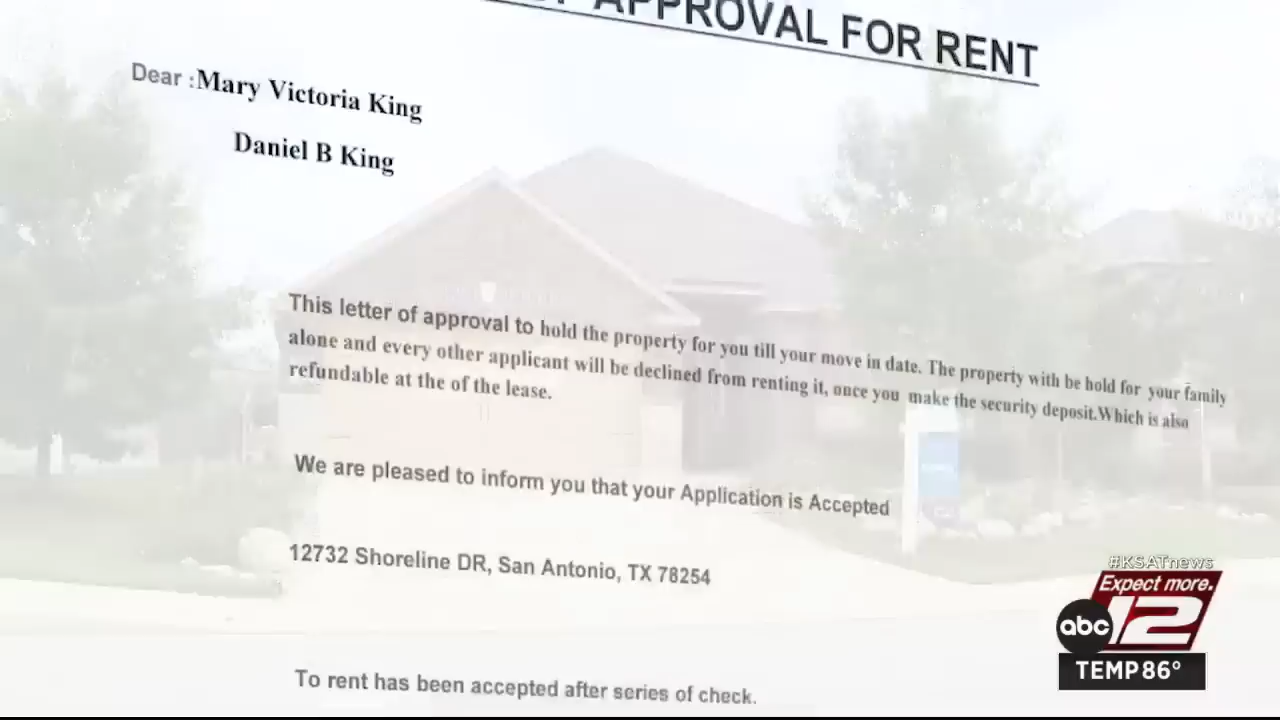 APPROVAL FOR RENT
Dear :Mary Victoria King
Daniel B King
This letter of approval to hold the property for you till your move in date. The property with be hold for your family
alone and every other applicant will be declined from renting it, once you make the security deposit.Which is also
refundable at the of the lease.
We are pleased to inform you that your Application is Accepted
12732 Shoreline DR, San Antonio, TX 78254
To rent has been accepted after series of check.
#KSATnews
Expect more.
abc 12
TEMP 86°